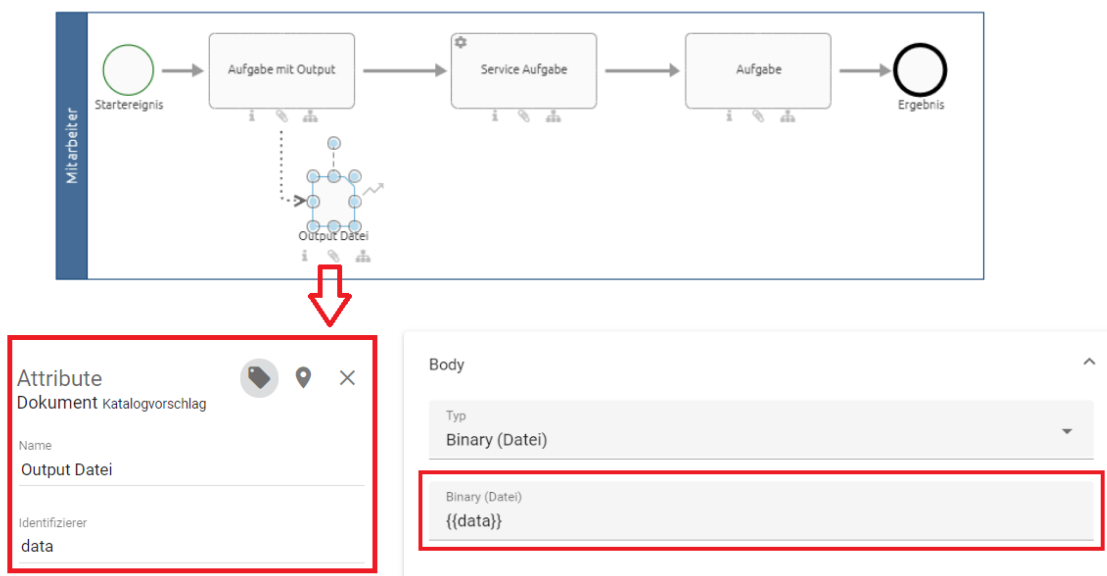 Mitarbeiter
Aufgabe mit Output
Service Aufgabe
Aufgabe
Startereignis
Ergebnis
Output Datei
Attribute
Dokument Katalogvorschlag
Name
Output Datei
Identifizierer
data
Body
Typ
Binary (Datei)
Binary (Datei)
{{data}}